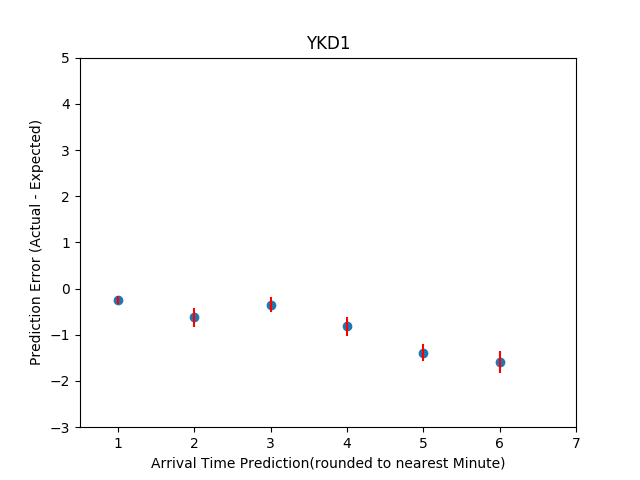 YKD1
5
4
3
2
1
0
−1
−2
−3
Prediction Error (Actual - Expected)
1 2 3 4 5 6 7
Arrival Time Prediction(rounded to nearest Minute)